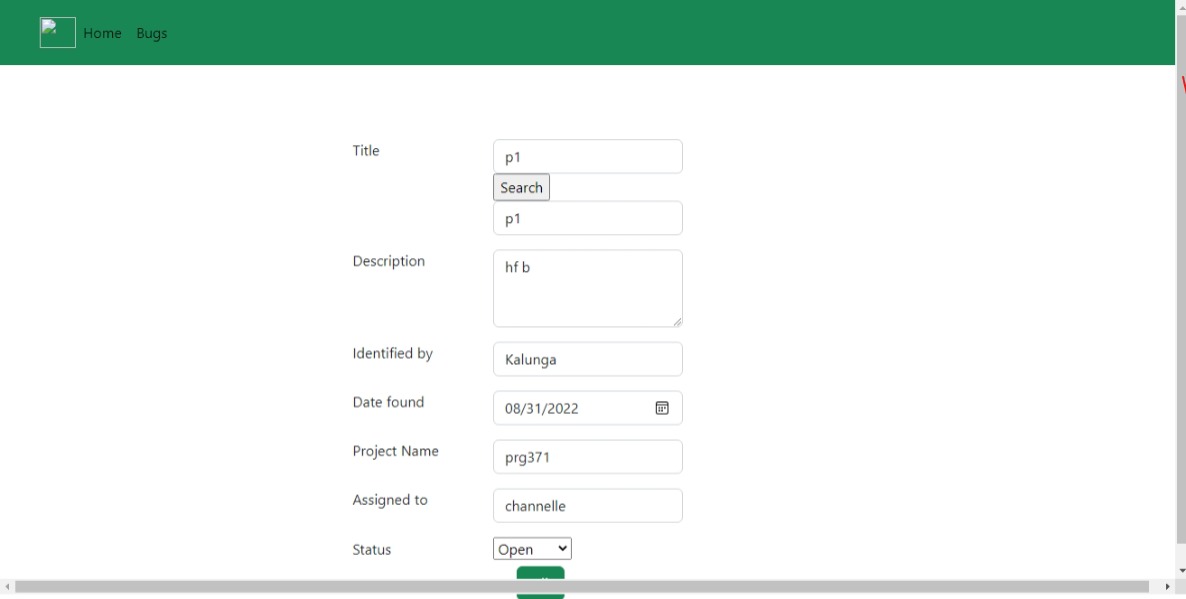 Home Bugs
Title
p1
Search
p1
Description
hf b
Identified by
Kalunga
Date found
08/31/2022
Project Name
prg371
Assigned to
channelle
Status
Open